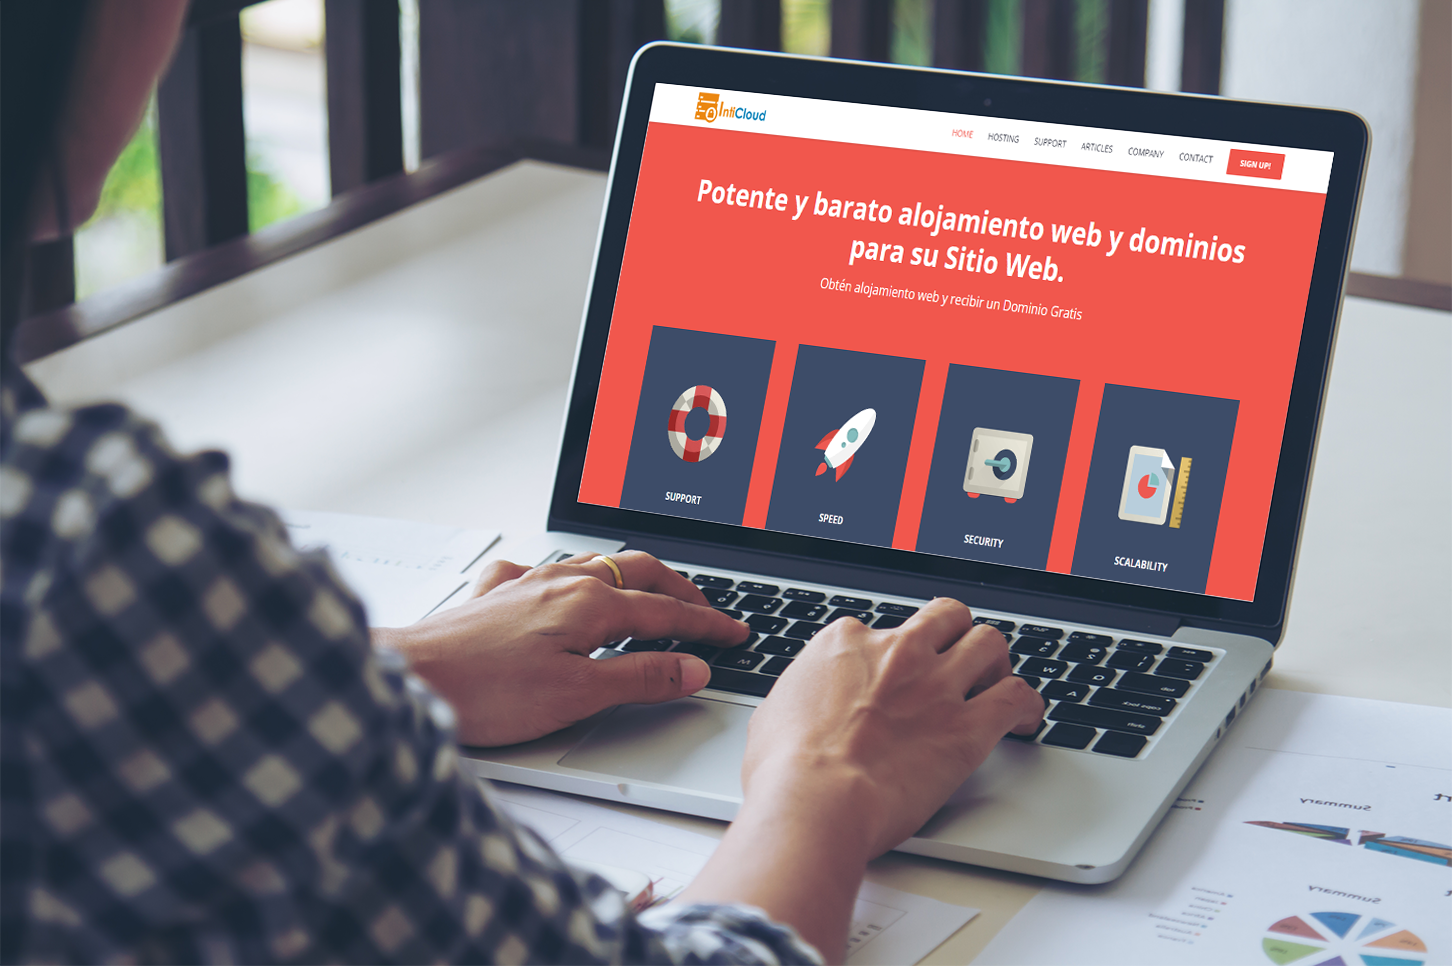 IntiCloud
HOME HOSTING SUPPORT ARTICLES COMPANY CONTACT SIGN UP!
Potente y barato alojamiento web y dominios
para su Sitio Web.
Obtén alojamiento web y recibir un Dominio Gratis
SUPPORT SPEED SECURITY SCALABILITY
Summary
Summary